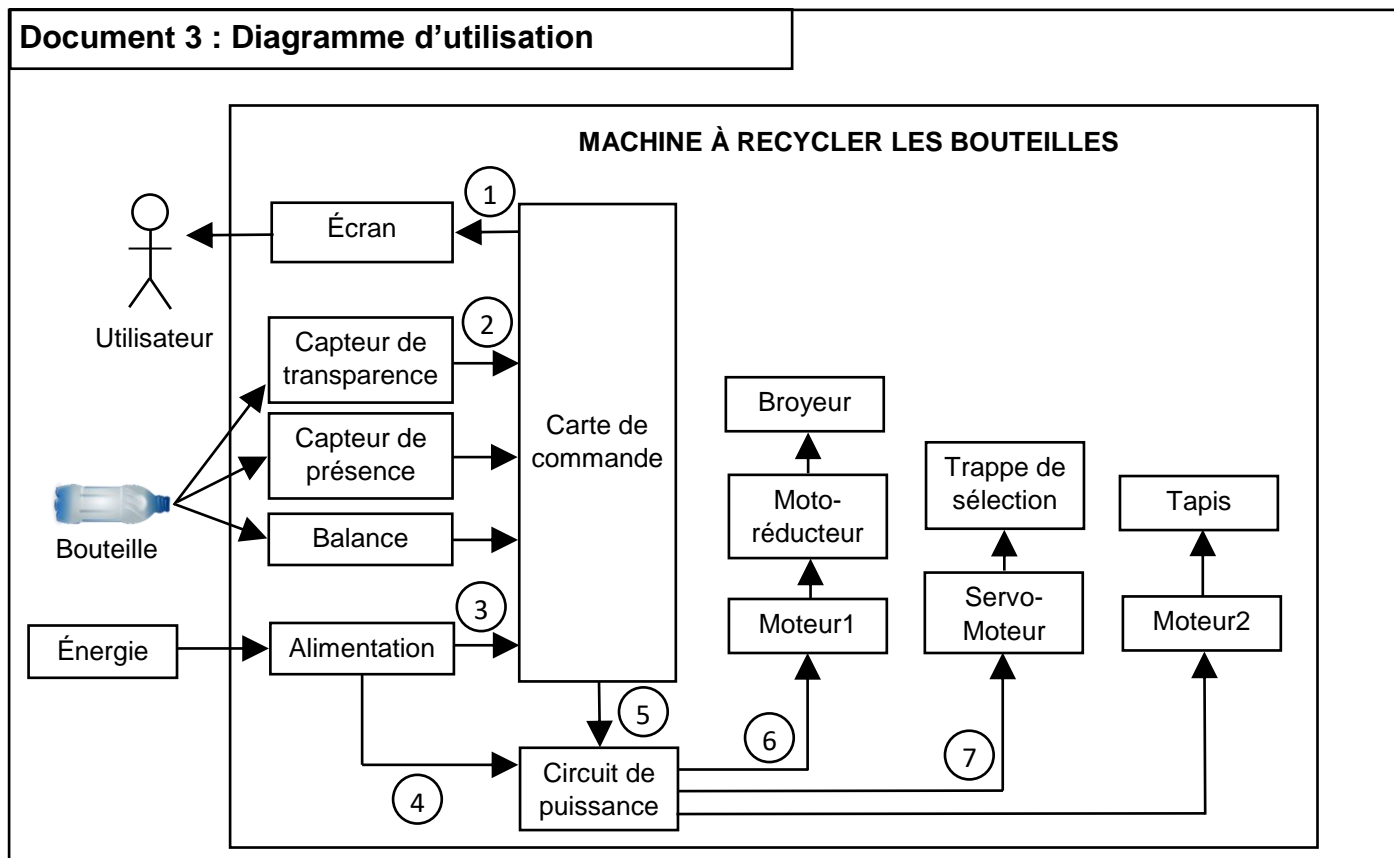 Document 3 : Diagramme d'utilisation
MACHINE À RECYCLER LES BOUTEILLES
1
Écran
Utilisateur
2
Capteur de
transparence
Capteur de
présence
Balance
Bouteille
3
Énergie
Alimentation
Carte de
commande
4
5
Circuit de
puissance
6
7
Broyeur
Moto-
réducteur
Moteur1
Trappe de
sélection
Servo-
Moteur
Tapis
Moteur2